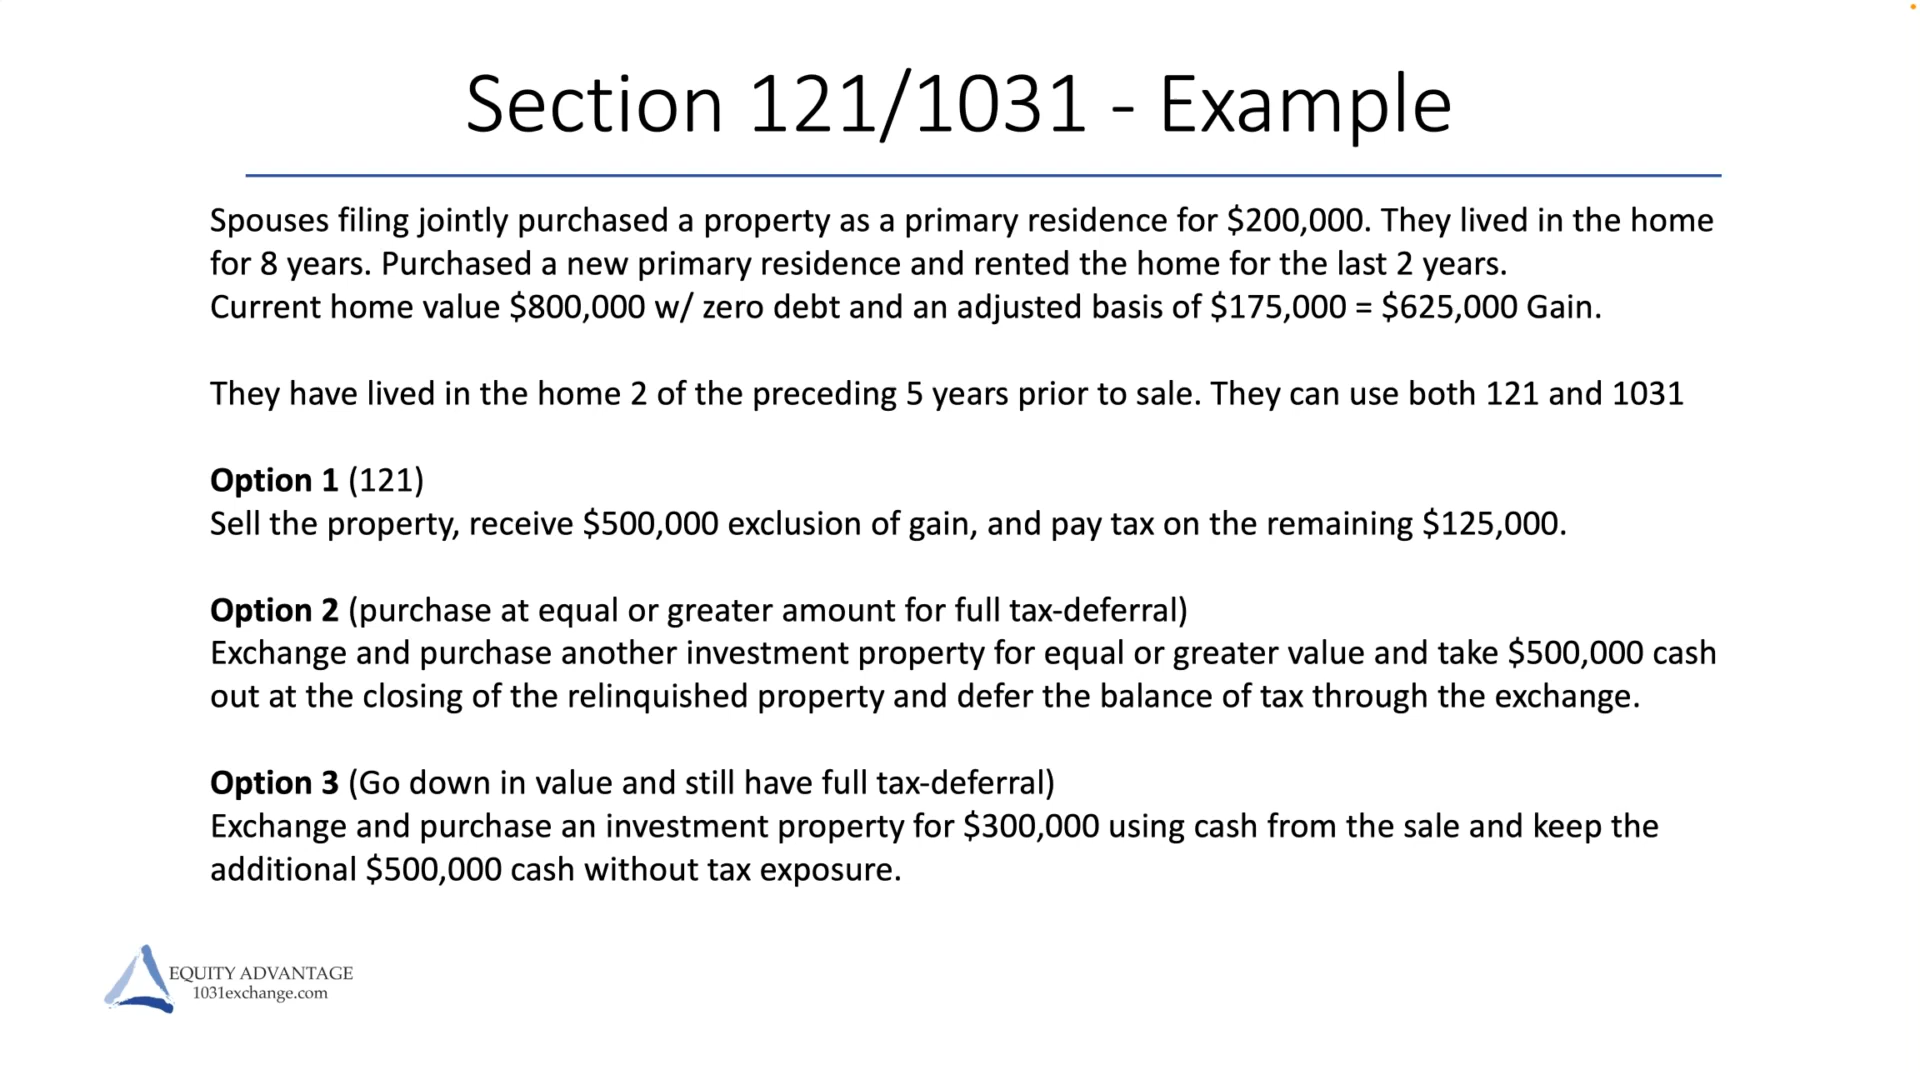 Section 121/1031 - Example
Spouses filing jointly purchased a property as a primary residence for $200,000. They lived in the home
for 8 years. Purchased a new primary residence and rented the home for the last 2 years.
Current home value $800,000 w/ zero debt and an adjusted basis of $175,000 = $625,000 Gain.
They have lived in the home 2 of the preceding 5 years prior to sale. They can use both 121 and 1031
Option 1 (121)
Sell the property, receive $500,000 exclusion of gain, and pay tax on the remaining $125,000.
Option 2 (purchase at equal or greater amount for full tax-deferral)
Exchange and purchase another investment property for equal or greater value and take $500,000 cash
out at the closing of the relinquished property and defer the balance of tax through the exchange.
Option 3 (Go down in value and still have full tax-deferral)
Exchange and purchase an investment property for $300,000 using cash from the sale and keep the
additional $500,000 cash without tax exposure.
EQUITY ADVANTAGE
1031exchange.com